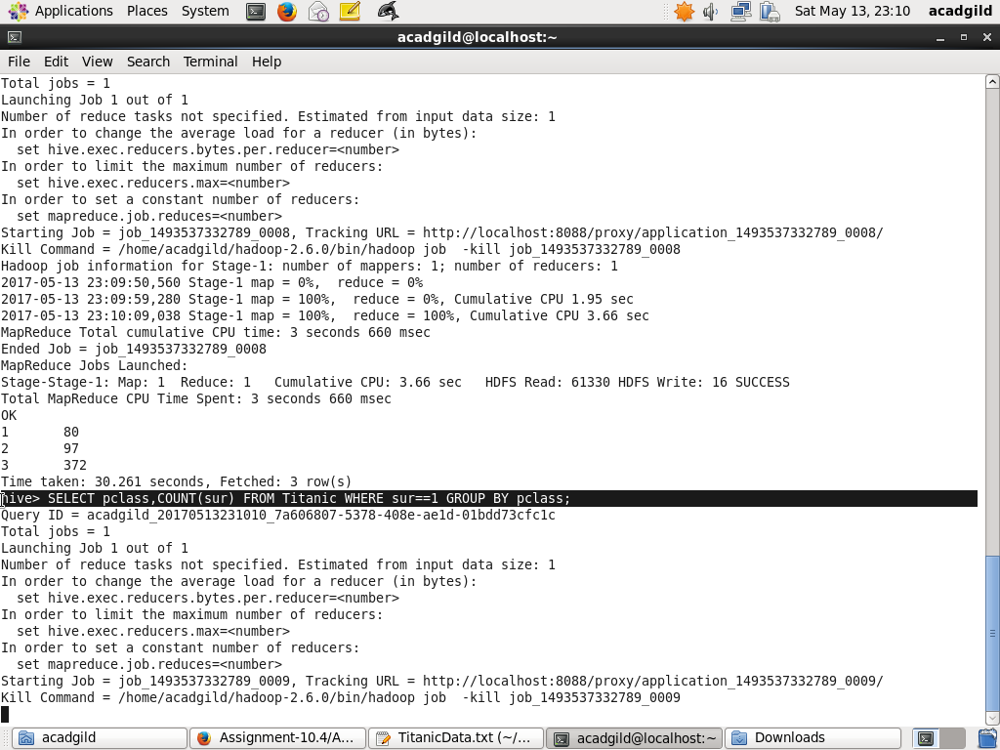 Applications Places System Sat May 13, 23:10 acadgild
acadgild@localhost:~
File Edit View Search Terminal Help
Total jobs = 1
Launching Job 1 out of 1
Number of reduce tasks not specified. Estimated from input data size: 1
In order to change the average load for a reducer (in bytes):
  set hive.exec.reducers.bytes.per.reducer=<number>
In order to limit the maximum number of reducers:
  set hive.exec.reducers.max=<number>
In order to set a constant number of reducers:
  set mapreduce.job.reduces=<number>
Starting Job = job_1493537332789_0008, Tracking URL = http://localhost:8088/proxy/application_1493537332789_0008/
Kill Command = /home/acadgild/hadoop-2.6.0/bin/hadoop job  -kill job_1493537332789_0008
Hadoop job information for Stage-1: number of mappers: 1; number of reducers: 1
2017-05-13 23:09:50,560 Stage-1 map = 0%,  reduce = 0%
2017-05-13 23:09:59,280 Stage-1 map = 100%,  reduce = 0%, Cumulative CPU 1.95 sec
2017-05-13 23:10:09,038 Stage-1 map = 100%,  reduce = 100%, Cumulative CPU 3.66 sec
MapReduce Total cumulative CPU time: 3 seconds 660 msec
Ended Job = job_1493537332789_0008
MapReduce Jobs Launched:
Stage-Stage-1: Map: 1  Reduce: 1   Cumulative CPU: 3.66 sec   HDFS Read: 61330 HDFS Write: 16 SUCCESS
Total MapReduce CPU Time Spent: 3 seconds 660 msec
OK
1       80
2       97
3       372
Time taken: 30.261 seconds, Fetched: 3 row(s)
hive> SELECT pclass,COUNT(sur) FROM Titanic WHERE sur==1 GROUP BY pclass;
Query ID = acadgild_20170513231010_7a606807-5378-408e-ae1d-01bdd73cfc1c
Total jobs = 1
Launching Job 1 out of 1
Number of reduce tasks not specified. Estimated from input data size: 1
In order to change the average load for a reducer (in bytes):
  set hive.exec.reducers.bytes.per.reducer=<number>
In order to limit the maximum number of reducers:
  set hive.exec.reducers.max=<number>
In order to set a constant number of reducers:
  set mapreduce.job.reduces=<number>
Starting Job = job_1493537332789_0009, Tracking URL = http://localhost:8088/proxy/application_1493537332789_0009/
Kill Command = /home/acadgild/hadoop-2.6.0/bin/hadoop job  -kill job_1493537332789_0009
acadgild Assignment-10.4/A... TitanicData.txt (~/... acadgild@localhost:~ Downloads